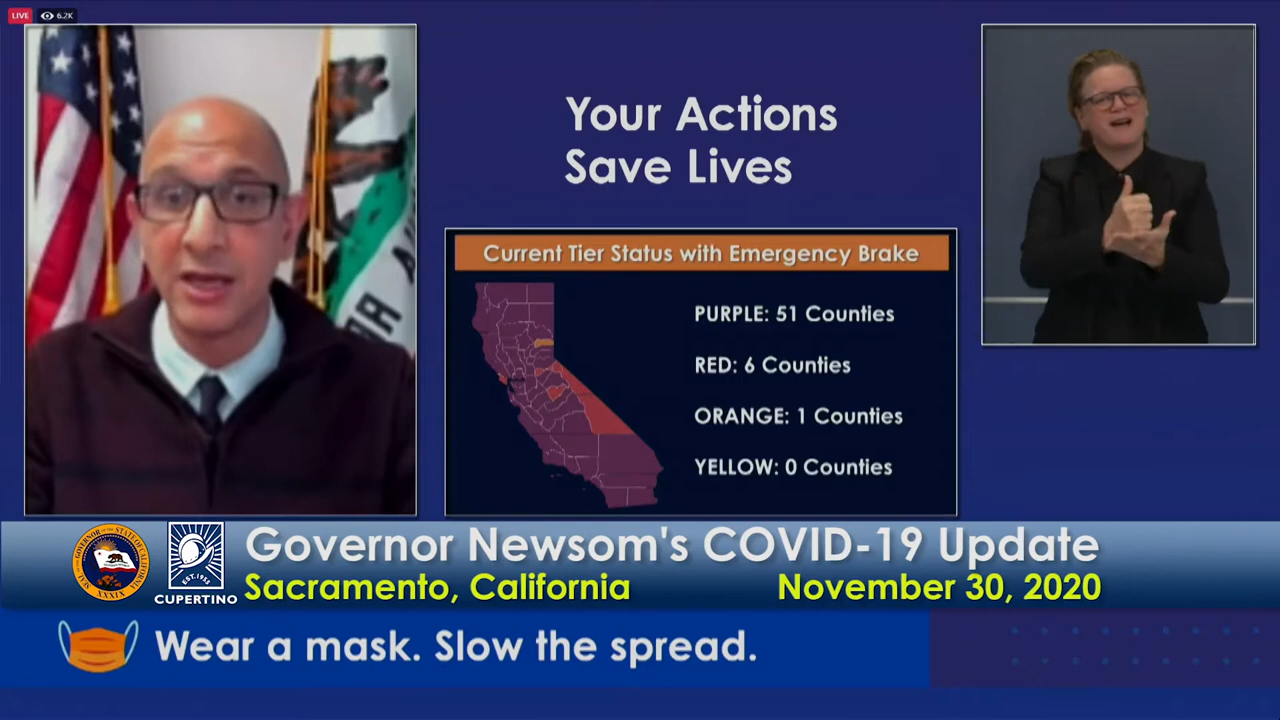 LIVE
6.2K
Your Actions
Save Lives
Current Tier Status with Emergency Brake
PURPLE: 51 Counties
RED: 6 Counties
ORANGE: 1 Counties
YELLOW: 0 Counties
Governor Newsom's COVID-19 Update
EST.1955
CUPERTINO
Sacramento, California
November 30, 2020
Wear a mask. Slow the spread.